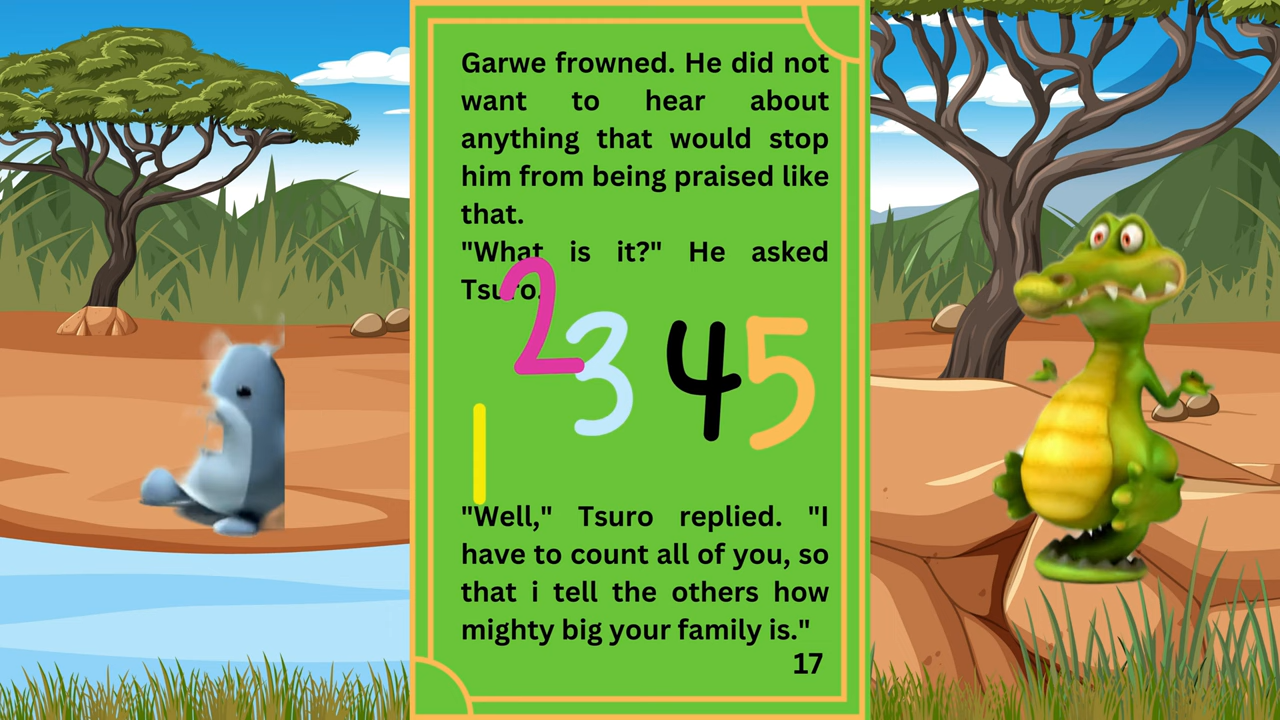 Garwe frowned. He did not
want to hear about
anything that would stop
him from being praised like
that.
"What is it?" He asked
Tsuro.
2
3 4 5
1
"Well," Tsuro replied. "I
have to count all of you, so
that i tell the others how
mighty big your family is."
17